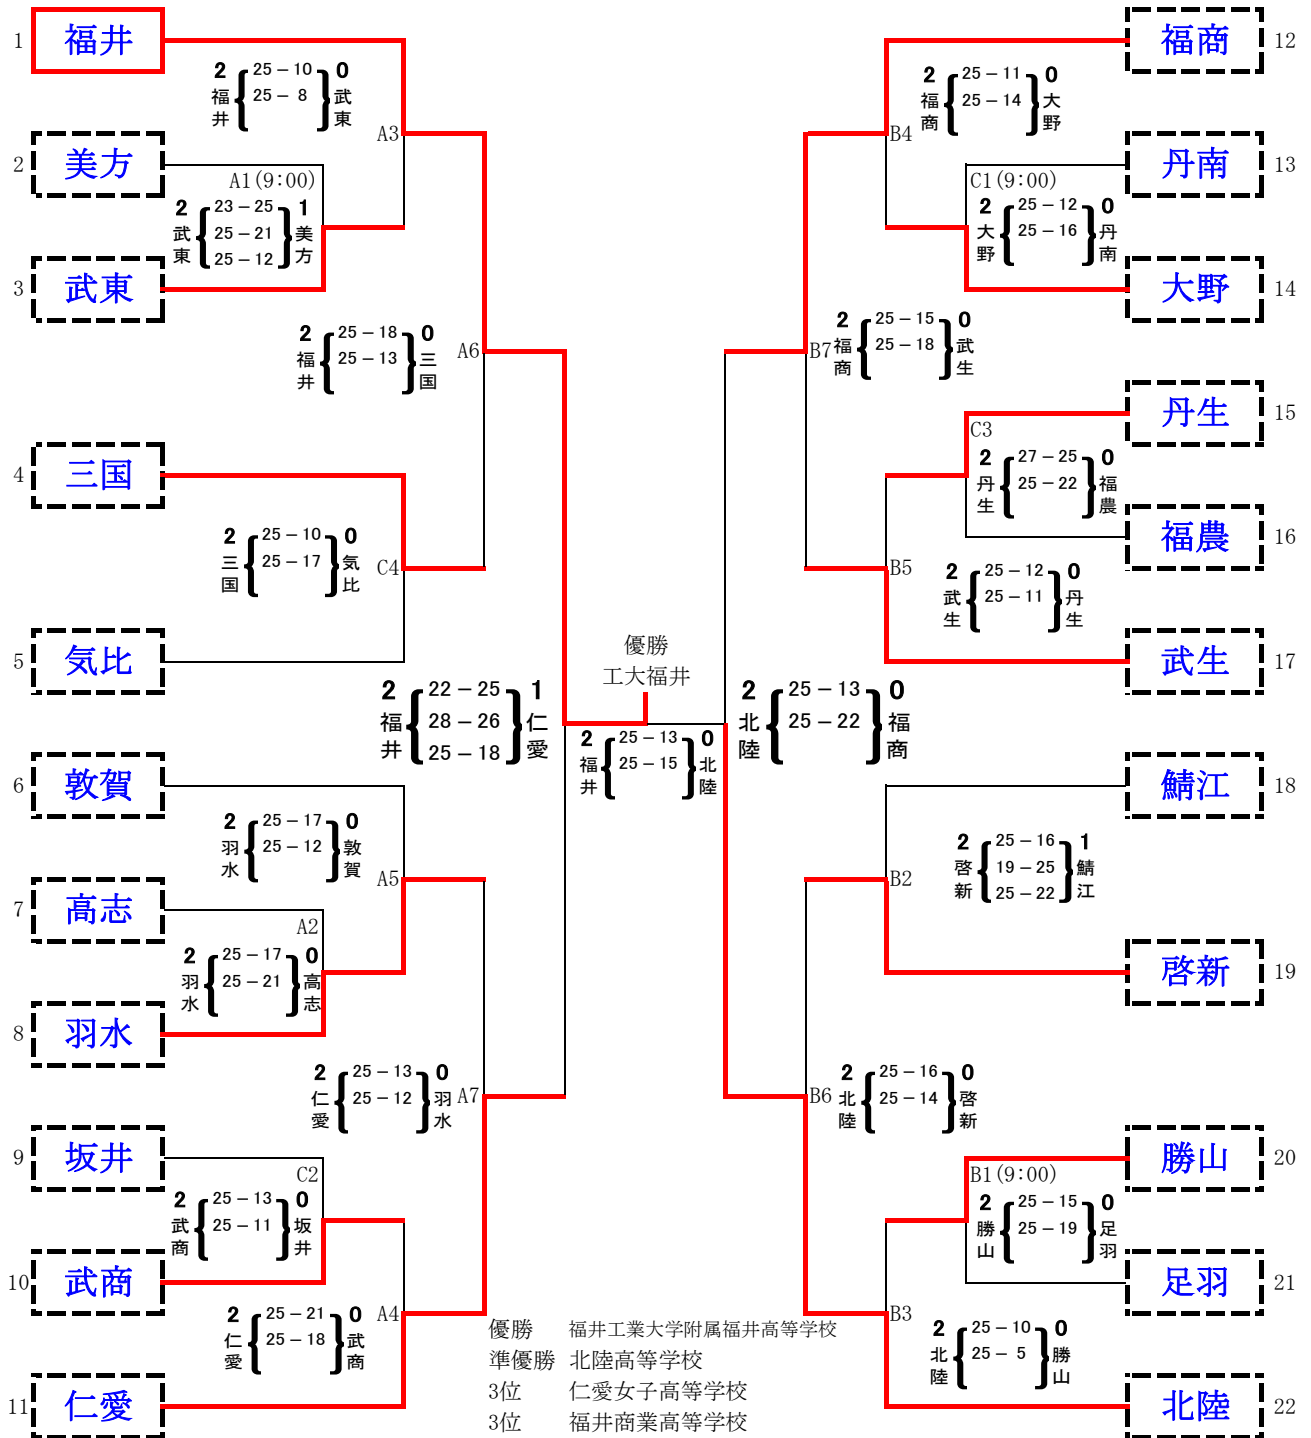 1 福井
2 美方
3 武東
4 三国
5 気比
6 敦賀
7 高志
8 羽水
9 坂井
10 武商
11 仁愛
福商 12
丹南 13
大野 14
丹生 15
福農 16
武生 17
鯖江 18
啓新 19
勝山 20
足羽 21
北陸 22
A3
2 福井 25－10 0 武東
25－ 8
A1(9:00)
2 武東 23－25 1 美方
25－21
25－12
A6
2 福井 25－18 0 三国
25－13
C4
2 三国 25－10 0 気比
25－17
2 福井 22－25 1 仁愛
28－26
25－18
A5
2 羽水 25－17 0 敦賀
25－12
A2
2 羽水 25－17 0 高志
25－21
A7
2 仁愛 25－13 0 羽水
25－12
C2
2 武商 25－13 0 坂井
25－11
A4
2 仁愛 25－21 0 武商
25－18
優勝
工大福井
2 福井 25－13 0 北陸
25－15
B4
2 福商 25－11 0 大野
25－14
C1(9:00)
2 大野 25－12 0 丹南
25－16
B7
2 福商 25－15 0 武生
25－18
C3
2 丹生 27－25 0 福農
25－22
B5
2 武生 25－12 0 丹生
25－11
2 北陸 25－13 0 福商
25－22
B2
2 啓新 25－16 1 鯖江
19－25
25－22
B6
2 北陸 25－16 0 啓新
25－14
B1(9:00)
2 勝山 25－15 0 足羽
25－19
B3
2 北陸 25－10 0 勝山
25－ 5
優勝 福井工業大学附属福井高等学校
準優勝 北陸高等学校
3位 仁愛女子高等学校
3位 福井商業高等学校